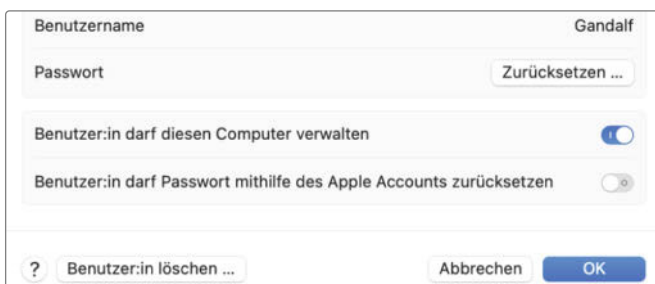 Benutzername Gandalf
Passwort Zurücksetzen ...
Benutzer:in darf diesen Computer verwalten
Benutzer:in darf Passwort mithilfe des Apple Accounts zurücksetzen
? Benutzer:in löschen ... Abbrechen OK